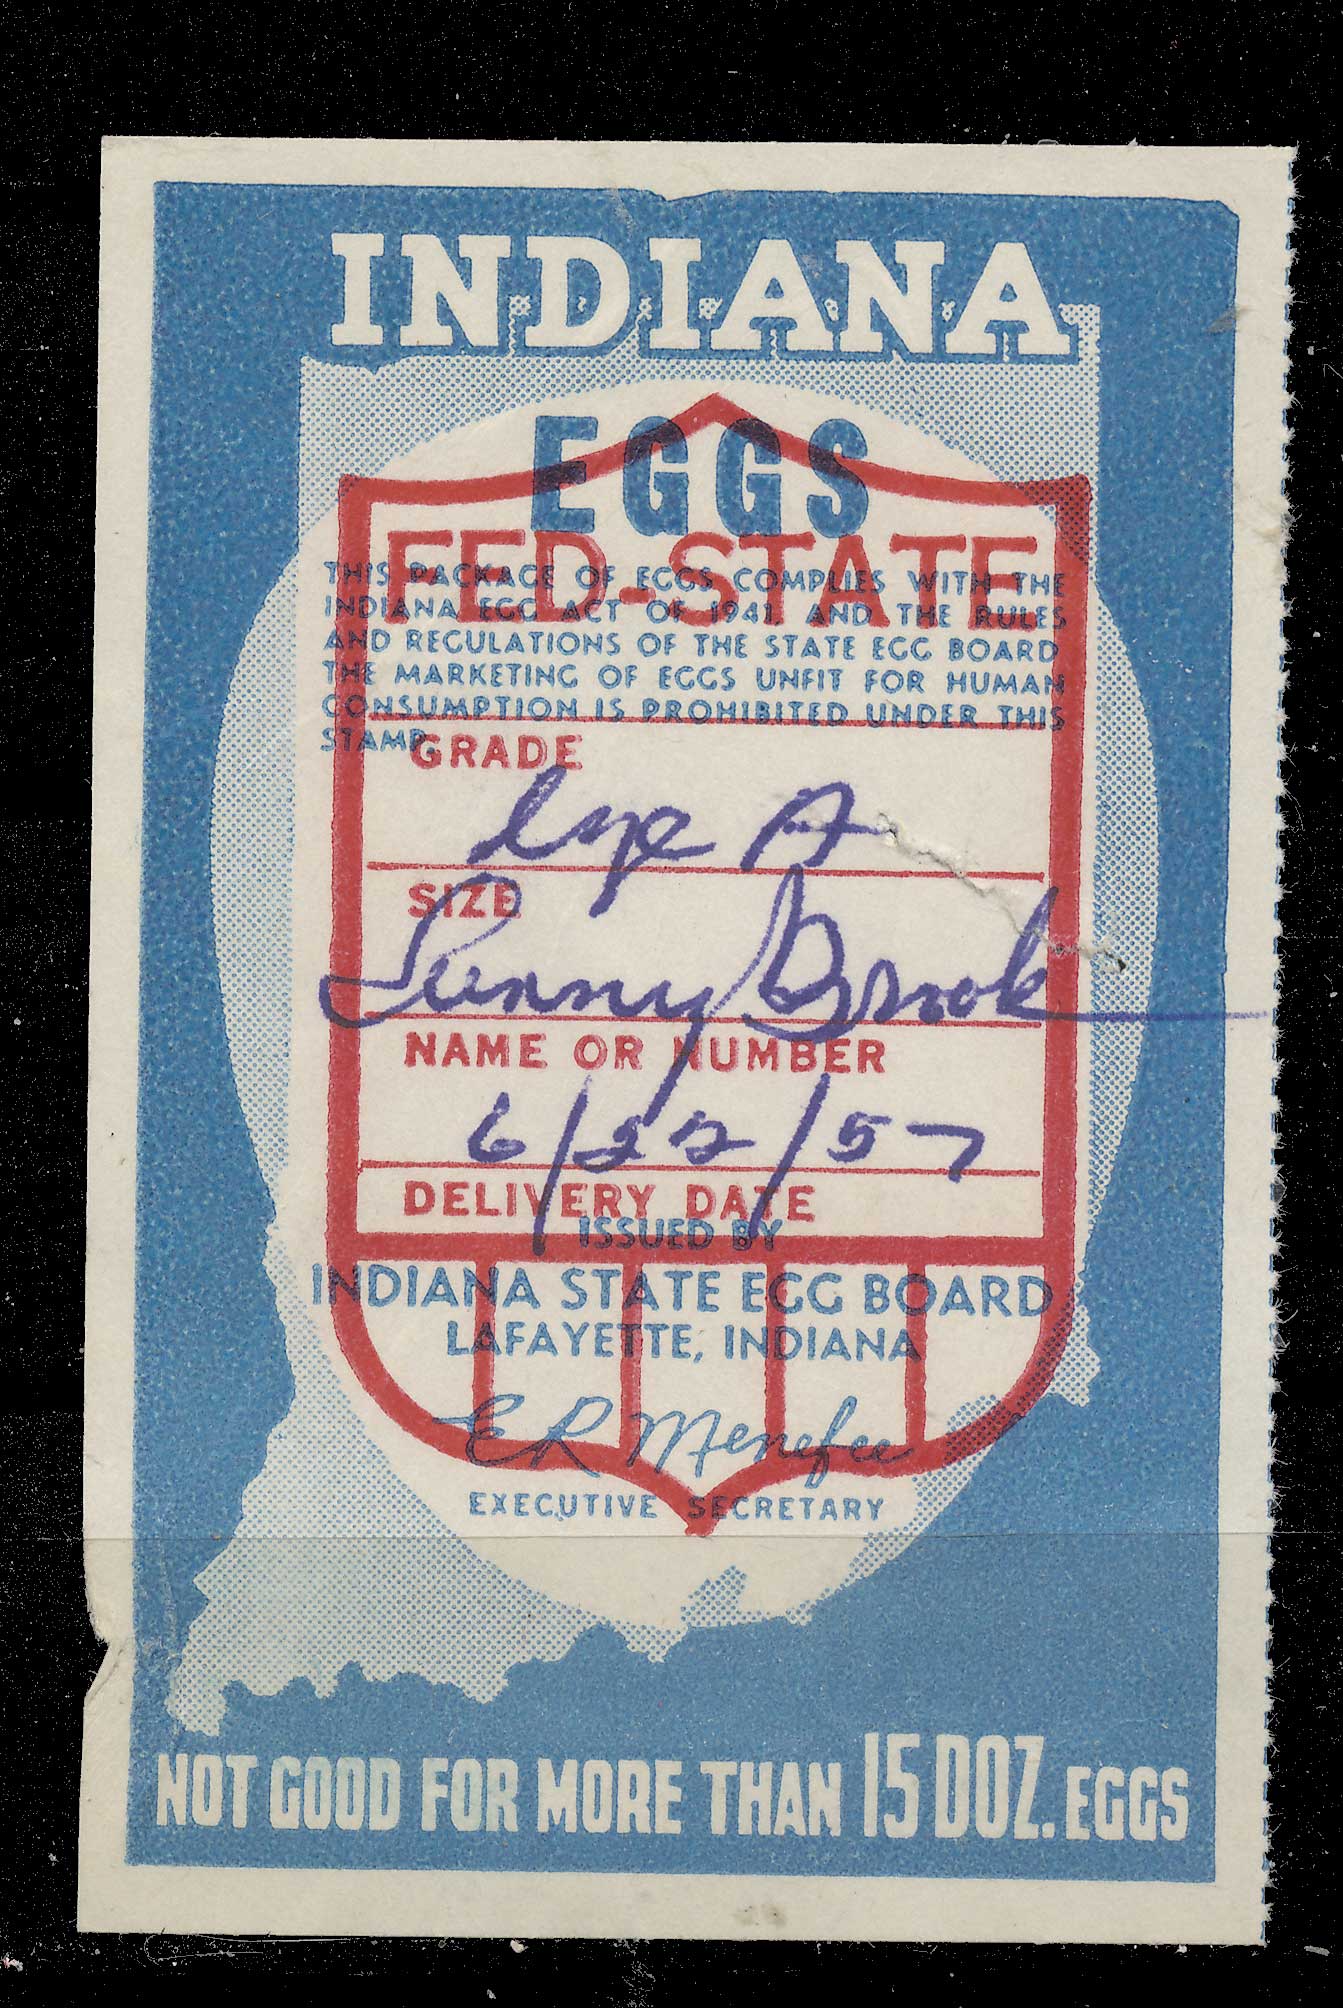 INDIANA
EGGS
FED-STATE
THIS PACKAGE OF EGGS COMPLIES WITH THE
INDIANA EGG ACT OF 1941, AND THE RULES
AND REGULATIONS OF THE STATE EGG BOARD
THE MARKETING OF EGGS UNFIT FOR HUMAN
CONSUMPTION IS PROHIBITED UNDER THIS
STAMP.
GRADE
Lge A
SIZE
Sunny Brook
NAME OR NUMBER
6/22/57
DELIVERY DATE
ISSUED BY
INDIANA STATE EGG BOARD
LAFAYETTE, INDIANA
E R Menefee
EXECUTIVE SECRETARY
NOT GOOD FOR MORE THAN 15 DOZ. EGGS